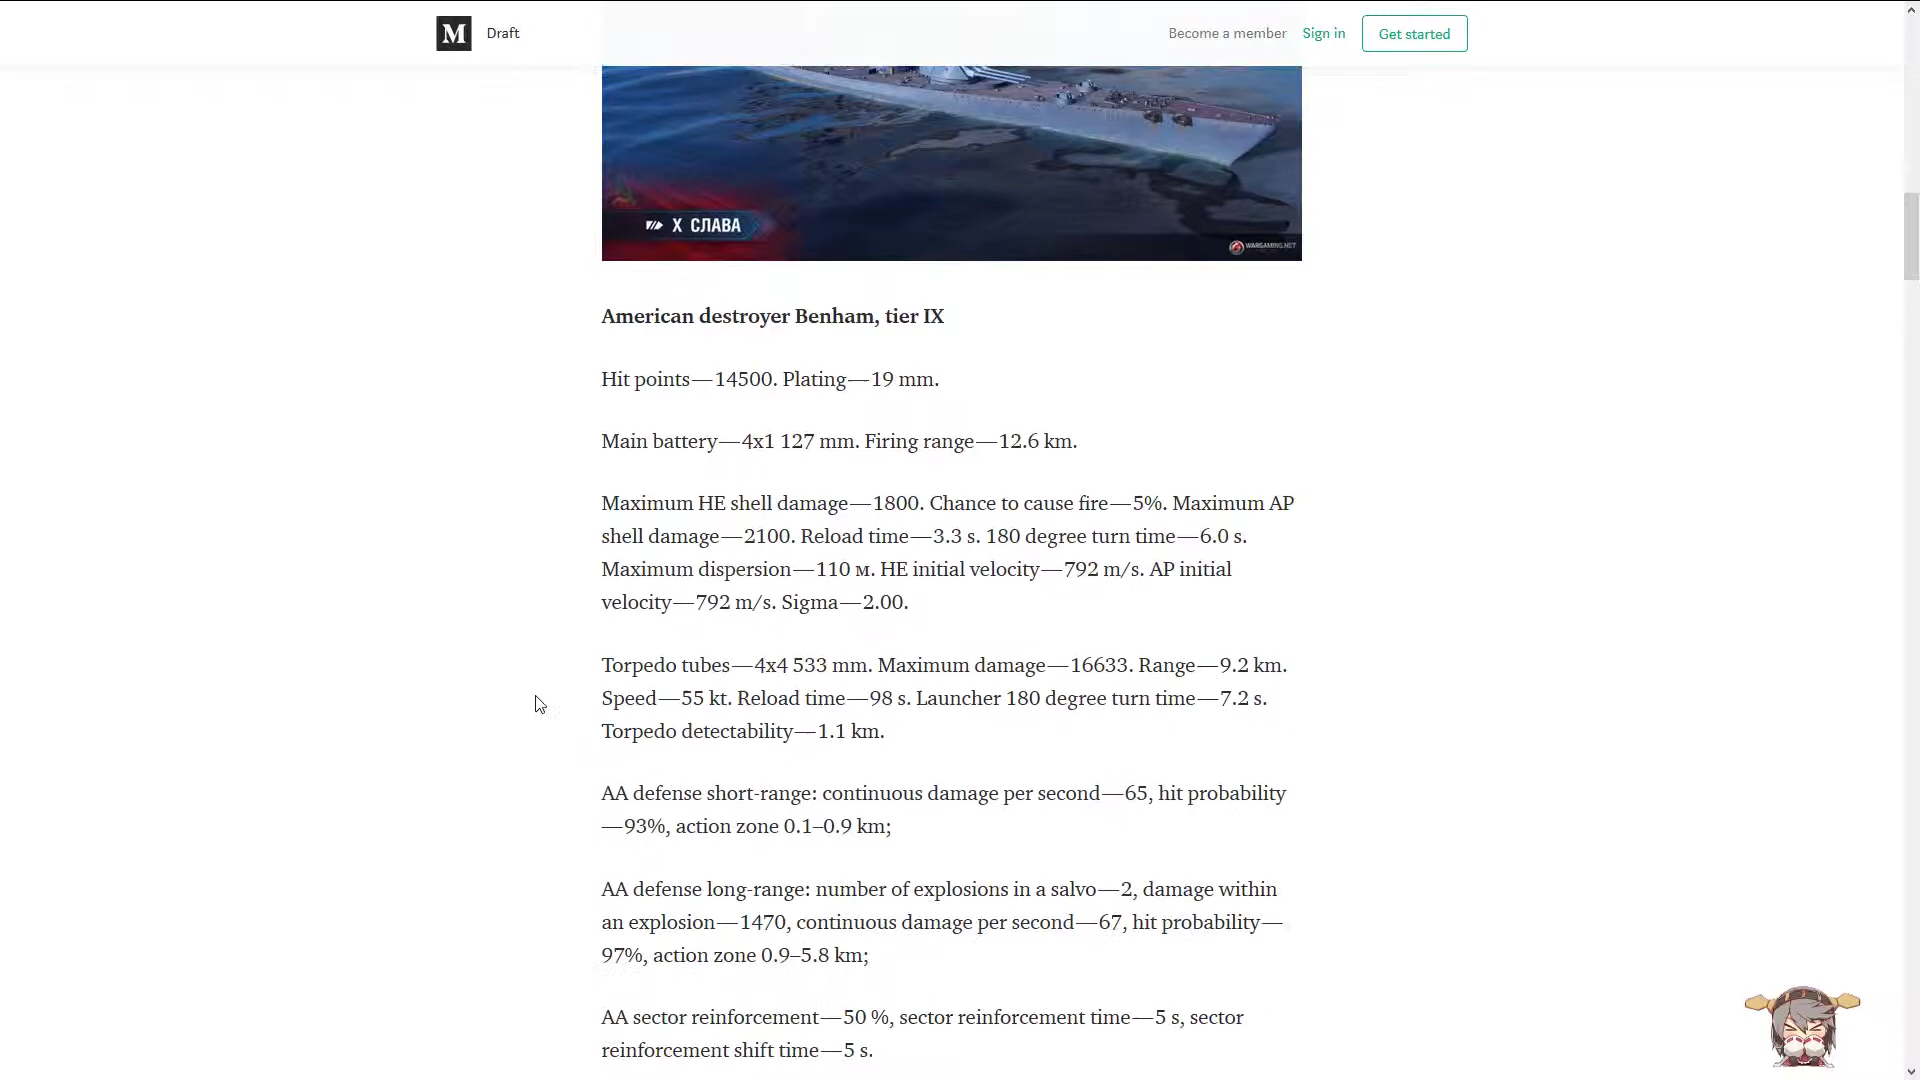 M Draft Become a member Sign in Get started
X СЛАВА
WARGAMING.NET
American destroyer Benham, tier IX
Hit points—14500. Plating—19 mm.
Main battery—4x1 127 mm. Firing range—12.6 km.
Maximum HE shell damage—1800. Chance to cause fire—5%. Maximum AP
shell damage—2100. Reload time—3.3 s. 180 degree turn time—6.0 s.
Maximum dispersion—110 м. HE initial velocity—792 m/s. AP initial
velocity—792 m/s. Sigma—2.00.
Torpedo tubes—4x4 533 mm. Maximum damage—16633. Range—9.2 km.
Speed—55 kt. Reload time—98 s. Launcher 180 degree turn time—7.2 s.
Torpedo detectability—1.1 km.
AA defense short-range: continuous damage per second—65, hit probability
—93%, action zone 0.1–0.9 km;
AA defense long-range: number of explosions in a salvo—2, damage within
an explosion—1470, continuous damage per second—67, hit probability—
97%, action zone 0.9–5.8 km;
AA sector reinforcement—50 %, sector reinforcement time—5 s, sector
reinforcement shift time—5 s.